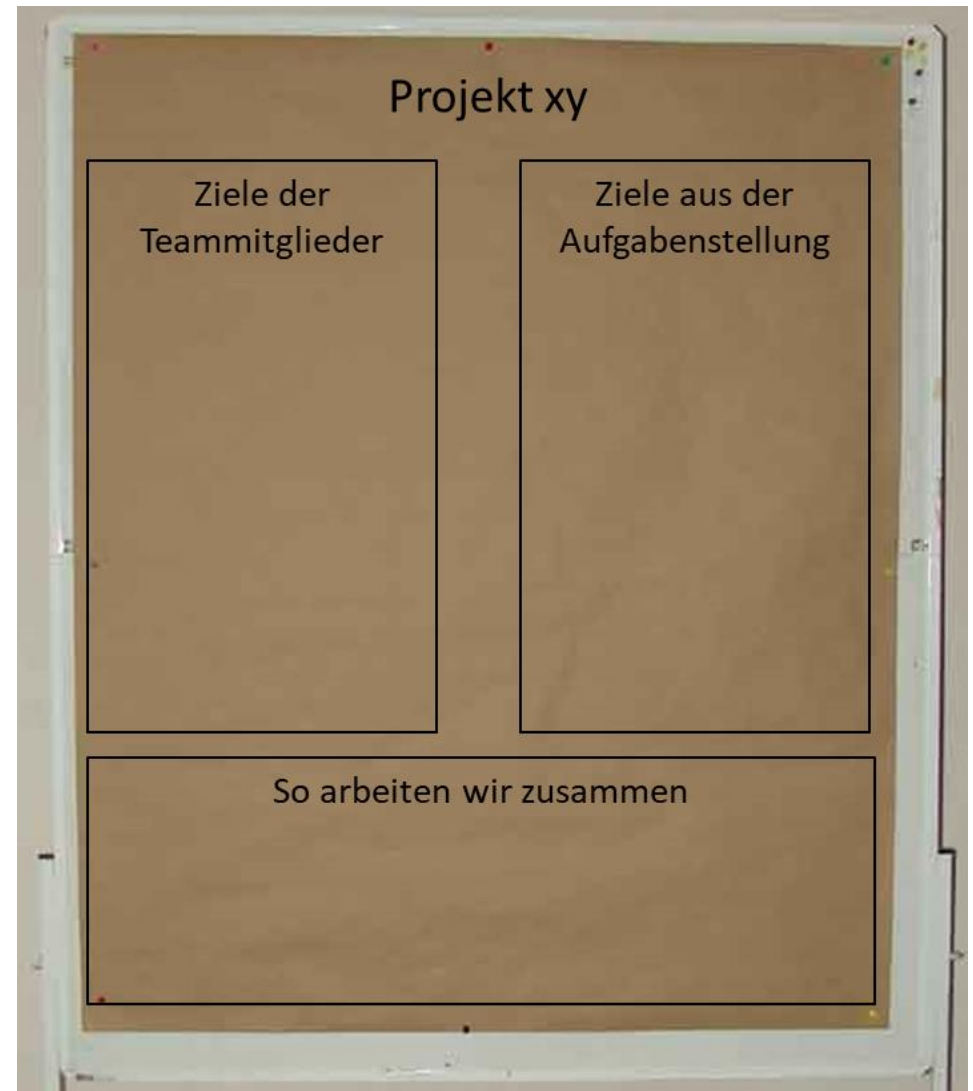 Projekt xy
Ziele der
Teammitglieder
Ziele aus der
Aufgabenstellung
So arbeiten wir zusammen